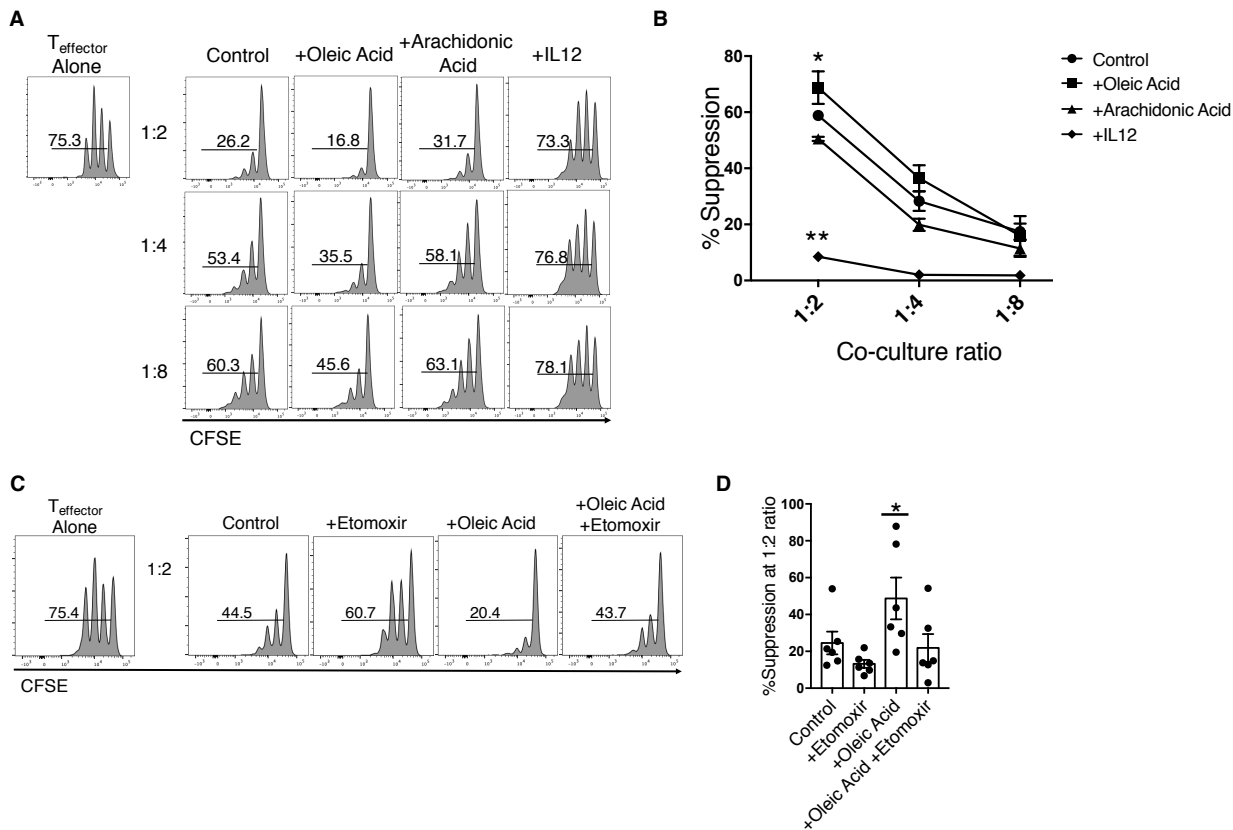 A
T effector
Alone
Control
+Oleic Acid
+Arachidonic
Acid
+IL12
1:2
75.3
26.2
16.8
31.7
73.3
1:4
53.4
35.5
58.1
76.8
1:8
60.3
45.6
63.1
78.1
CFSE
B
% Suppression
80
60
40
20
0
*
**
1:2
1:4
1:8
Co-culture ratio
Control
+Oleic Acid
+Arachidonic Acid
+IL12
C
T effector
Alone
Control
+Etomoxir
+Oleic Acid
+Oleic Acid
+Etomoxir
1:2
75.4
44.5
60.7
20.4
43.7
CFSE
D
%Suppression at 1:2 ratio
100
80
60
40
20
0
*
Control
+Etomoxir
+Oleic Acid
+Oleic Acid +Etomoxir